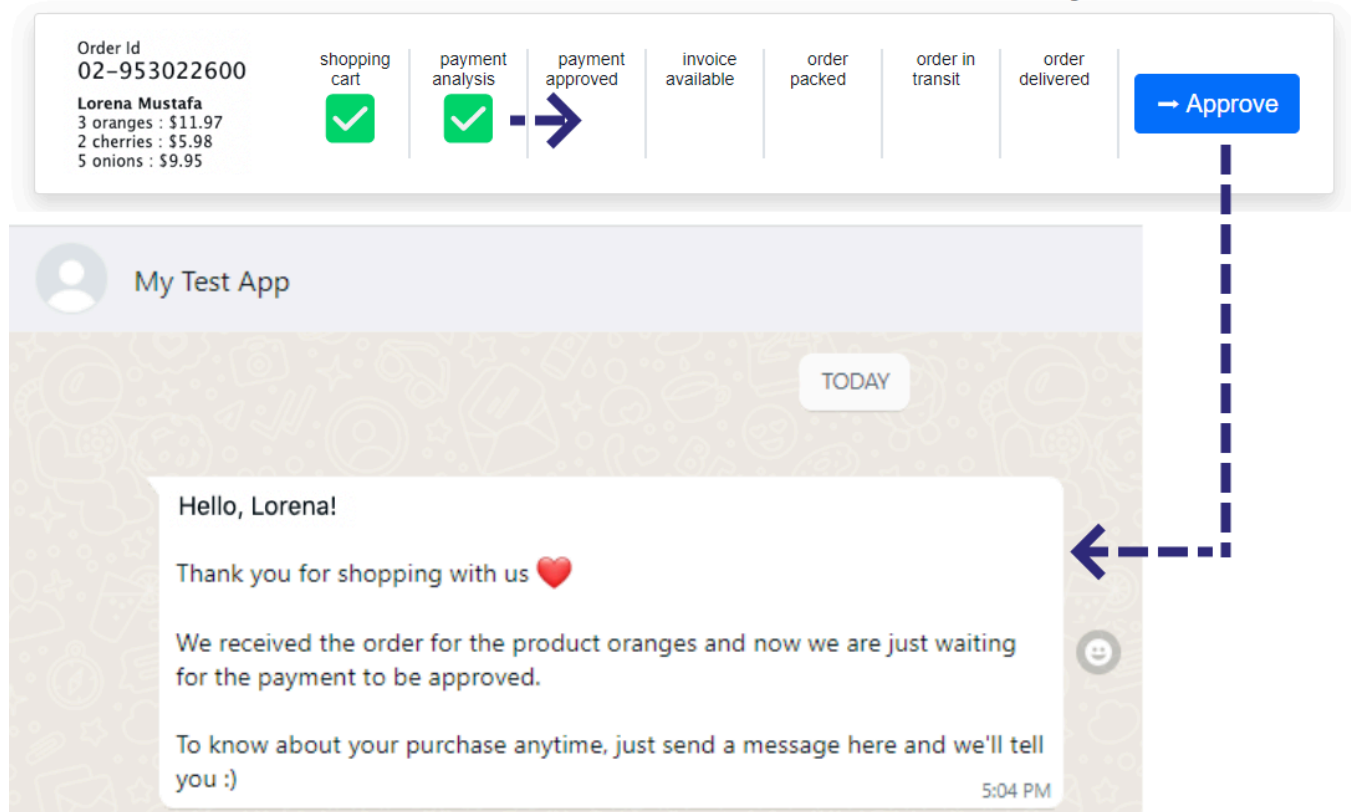 Order Id
02-953022600
Lorena Mustafa
3 oranges : $11.97
2 cherries : $5.98
5 onions : $9.95
shopping
cart
payment
analysis
payment
approved
invoice
available
order
packed
order in
transit
order
delivered
→ Approve
My Test App
TODAY
Hello, Lorena!
Thank you for shopping with us ❤️
We received the order for the product oranges and now we are just waiting
for the payment to be approved.
To know about your purchase anytime, just send a message here and we'll tell
you :)
5:04 PM